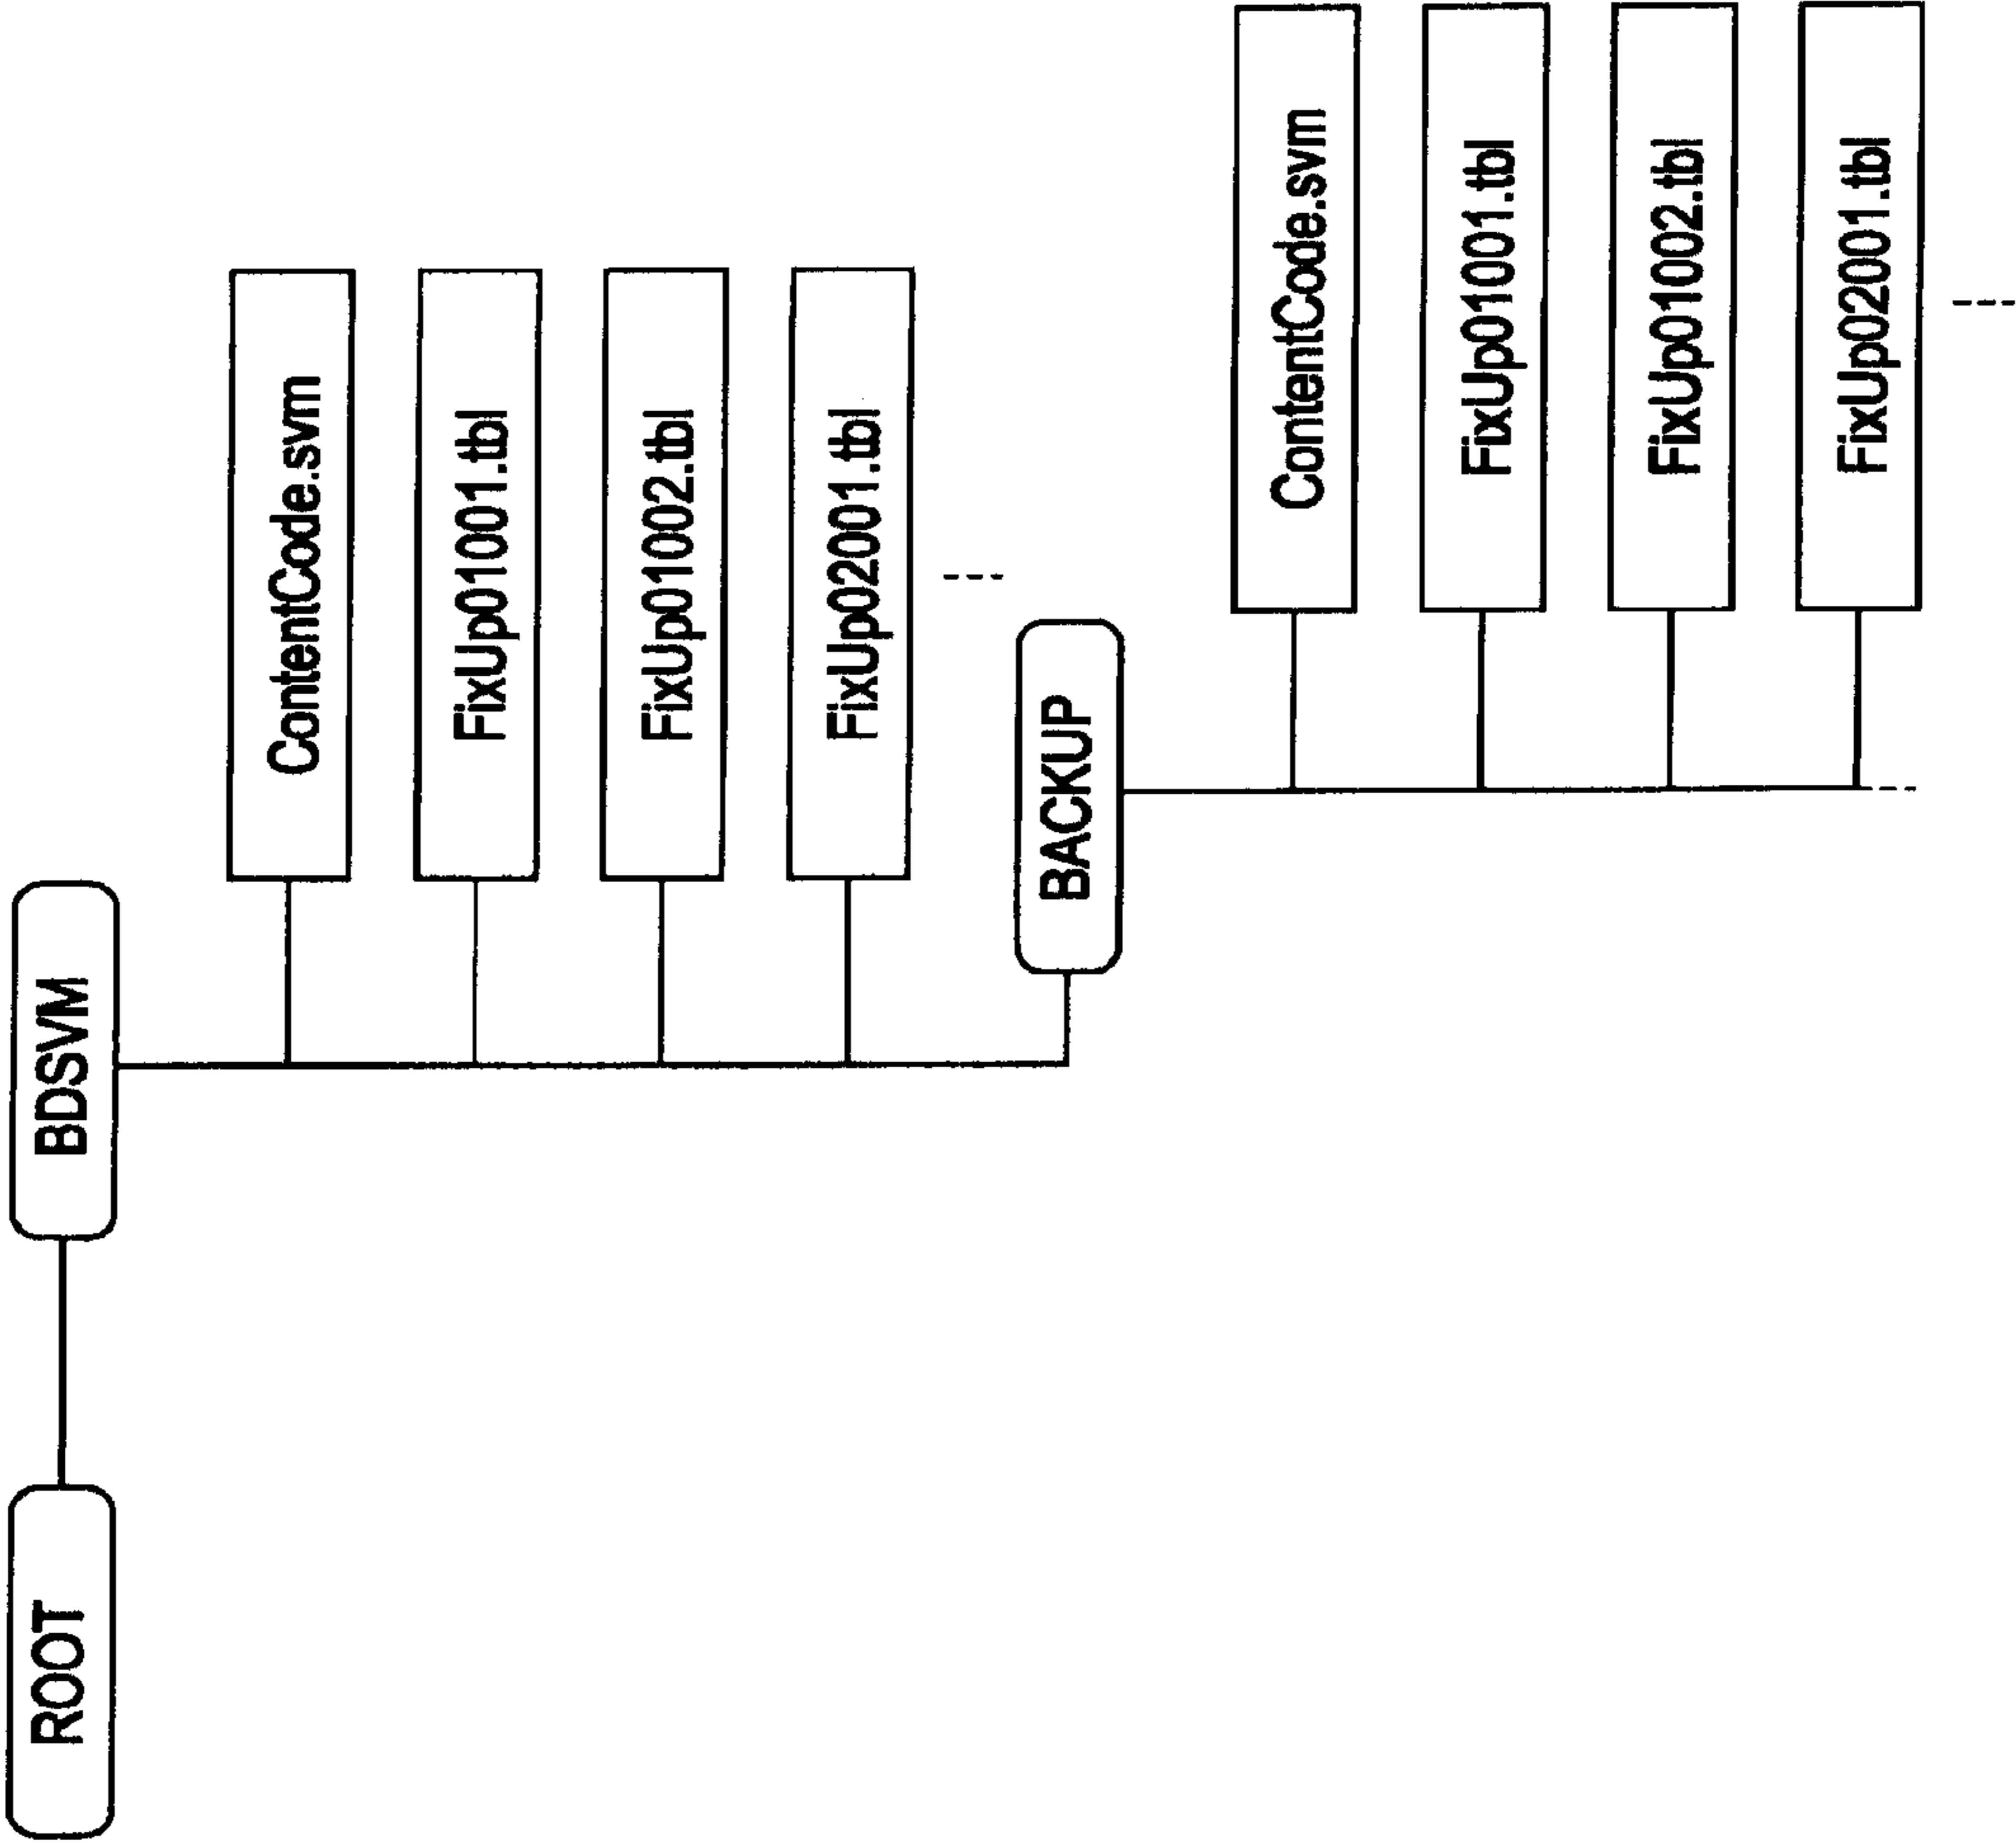 ROOT
BDSVM
ContentCode.svm
FixUp01001.tbl
FixUp01002.tbl
FixUp02001.tbl
BACKUP
ContentCode.svm
FixUp01001.tbl
FixUp01002.tbl
FixUp02001.tbl